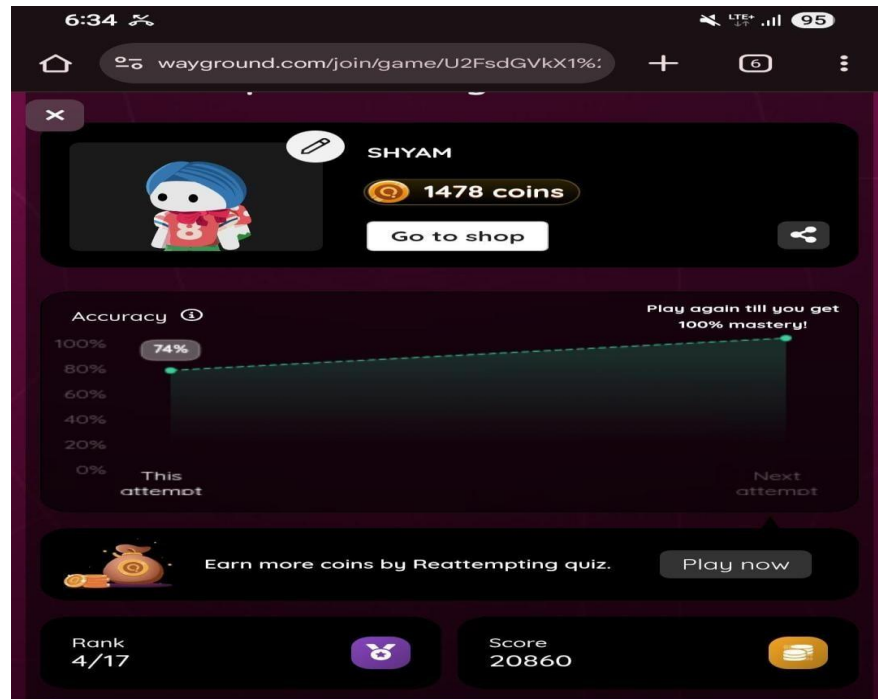 6:34 LTE+ 95
wayground.com/join/game/U2FsdGVkX1%: 6
SHYAM
1478 coins
Go to shop
Accuracy
Play again till you get
100% mastery!
100%
74%
80%
60%
40%
20%
0%
This
attempt
Next
attempt
Earn more coins by Reattempting quiz. Play now
Rank
4/17
Score
20860